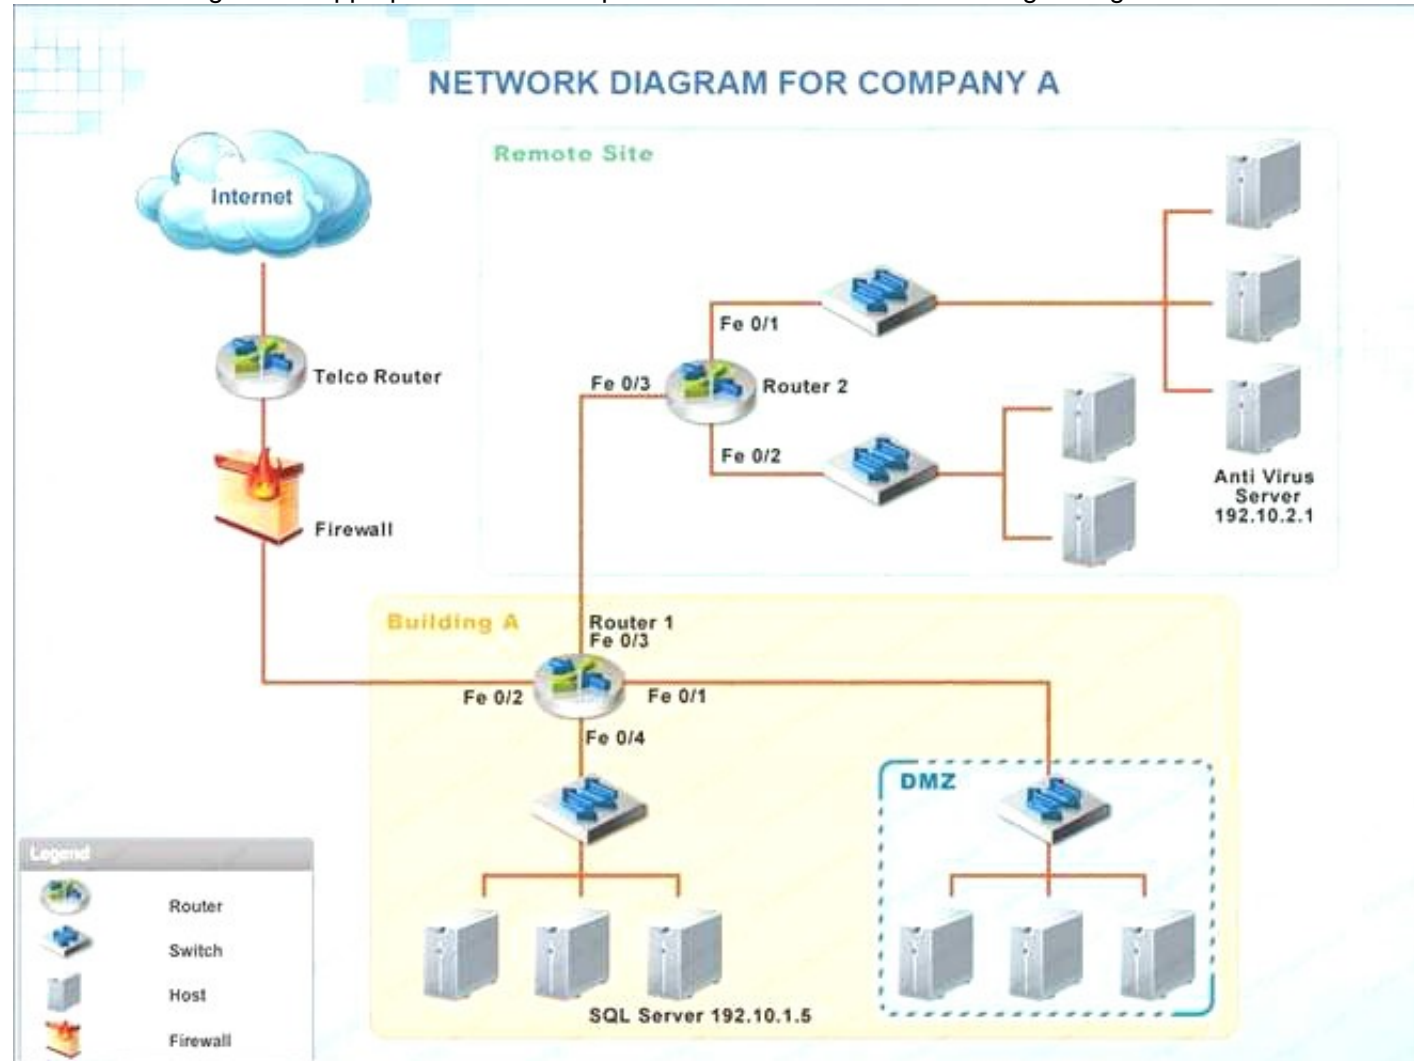 NETWORK DIAGRAM FOR COMPANY A
Remote Site
Internet
Fe 0/1
Telco Router
Fe 0/3
Router 2
Fe 0/2
Anti Virus
Server
192.10.2.1
Firewall
Building A
Router 1
Fe 0/3
Fe 0/2
Fe 0/1
Fe 0/4
DMZ
SQL Server 192.10.1.5
Legend
Router
Switch
Host
Firewall